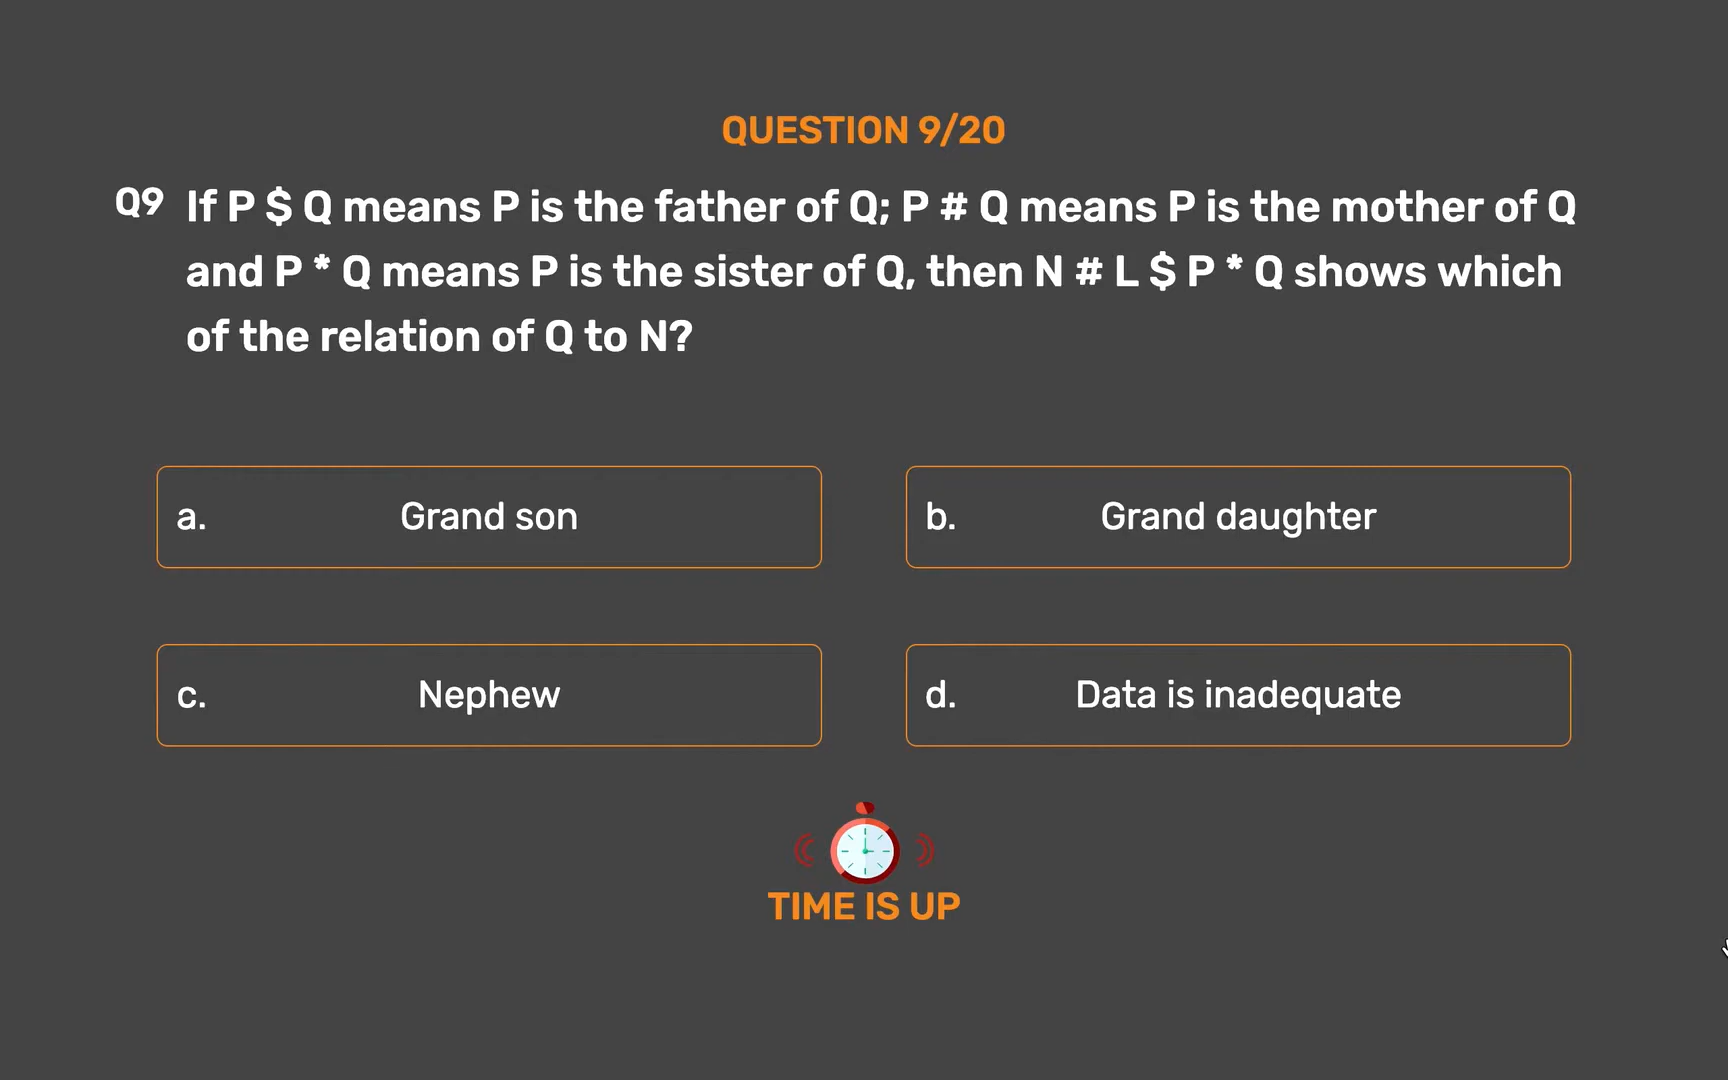 QUESTION 9/20
Q9 If P $ Q means P is the father of Q; P # Q means P is the mother of Q
and P * Q means P is the sister of Q, then N # L $ P * Q shows which
of the relation of Q to N?
a. Grand son
b. Grand daughter
c. Nephew
d. Data is inadequate
TIME IS UP